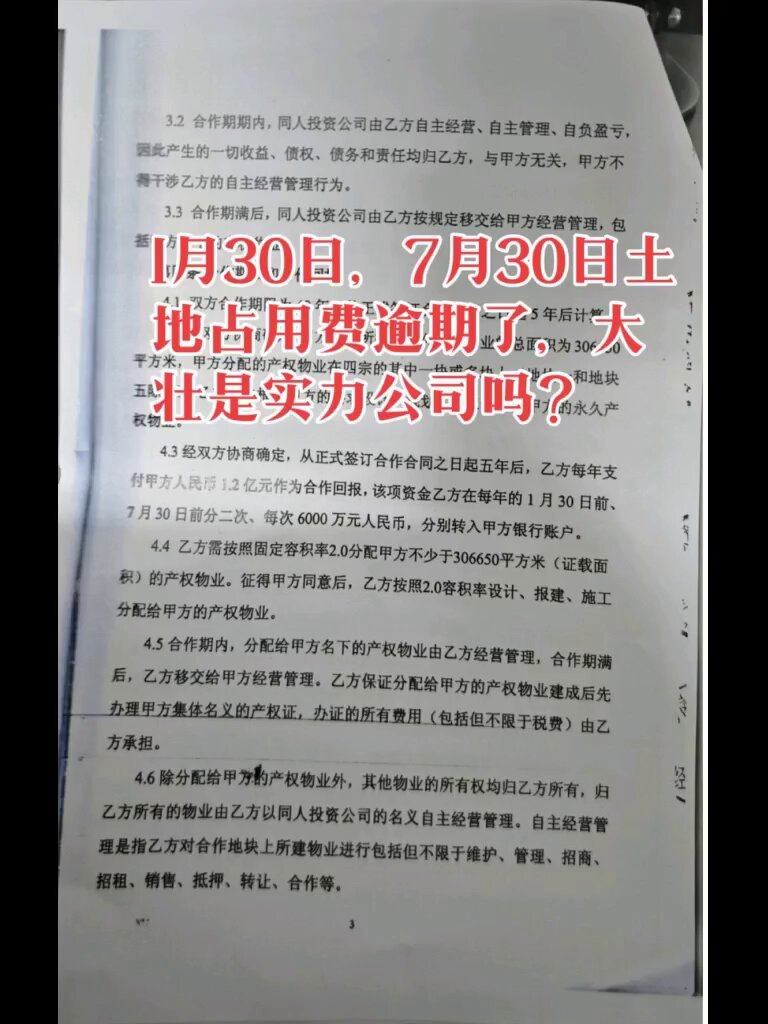 3.2 合作期期内，同人投资公司由乙方自主经营、自主管理、自负盈亏，
因此产生的一切收益、债权、债务和责任均归乙方，与甲方无关，甲方不
得干涉乙方的自主经营管理行为。
3.3 合作期满后，同人投资公司由乙方按规定移交给甲方经营管理，包
括
1月30日，7月30日土
地占用费逾期了，大
壮是实力公司吗？
4.1 双方合作期限为
5 年后计算
总面积为
平方米，甲方分配的产权物业在四宗的其中一块或多块
和地块
五
的永久产
权物业。
4.3 经双方协商确定，从正式签订合作合同之日起五年后，乙方每年支
付甲方人民币 1.2 亿元作为合作回报，该项资金乙方在每年的 1 月 30 日前、
7 月 30 日前分二次、每次 6000 万元人民币，分别转入甲方银行账户。
4.4 乙方需按照固定容积率2.0分配甲方不少于306650平方米（证载面
积）的产权物业。征得甲方同意后，乙方按照2.0容积率设计、报建、施工
分配给甲方的产权物业。
4.5 合作期内，分配给甲方名下的产权物业由乙方经营管理，合作期满
后，乙方移交给甲方经营管理。乙方保证分配给甲方的产权物业建成后先
办理甲方集体名义的产权证，办证的所有费用（包括但不限于税费）由乙
方承担。
4.6 除分配给甲方的产权物业外，其他物业的所有权均归乙方所有，归
乙方所有的物业由乙方以同人投资公司的名义自主经营管理。自主经营管
理是指乙方对合作地块上所建物业进行包括但不限于维护、管理、招商、
招租、销售、抵押、转让、合作等。
3